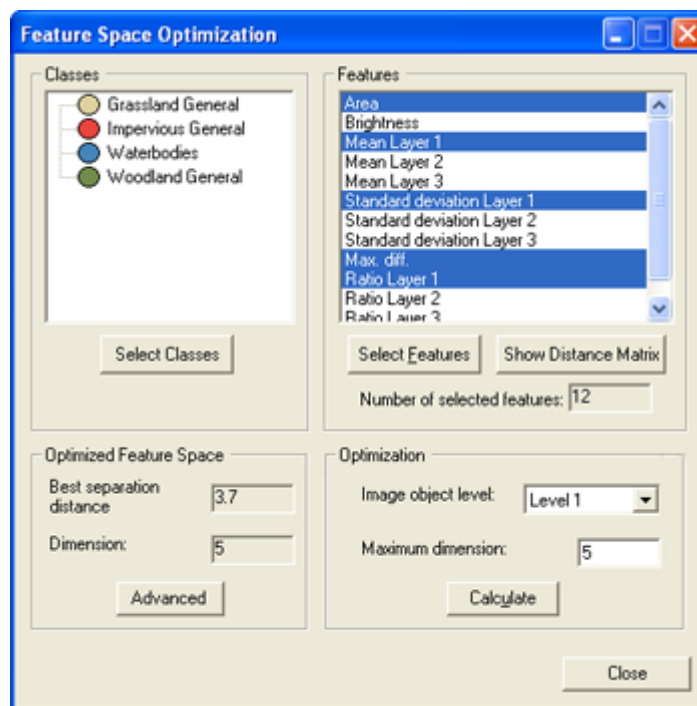 Feature Space Optimization
Classes
Grassland General
Impervious General
Waterbodies
Woodland General
Select Classes
Features
Area
Brightness
Mean Layer 1
Mean Layer 2
Mean Layer 3
Standard deviation Layer 1
Standard deviation Layer 2
Standard deviation Layer 3
Max. diff.
Ratio Layer 1
Ratio Layer 2
Ratio Layer 3
Select Features
Show Distance Matrix
Number of selected features: 12
Optimized Feature Space
Best separation
distance
3.7
Dimension: 5
Advanced
Optimization
Image object level: Level 1
Maximum dimension: 5
Calculate
Close